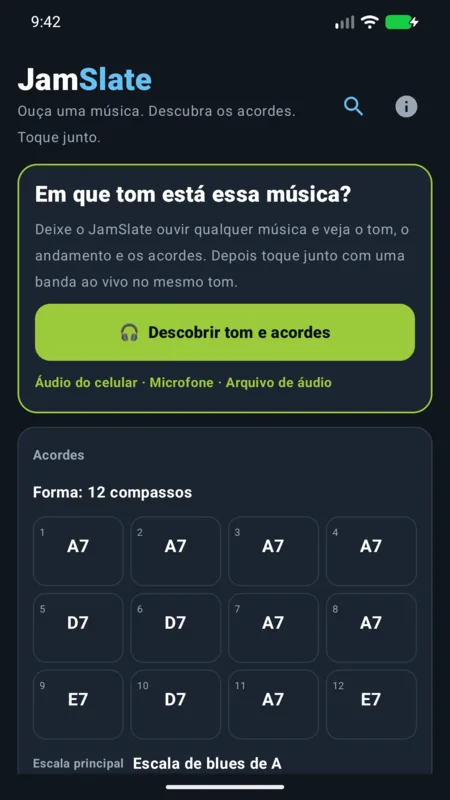 9:42
JamSlate
Ouça uma música. Descubra os acordes.
Toque junto.
Em que tom está essa música?
Deixe o JamSlate ouvir qualquer música e veja o tom, o
andamento e os acordes. Depois toque junto com uma
banda ao vivo no mesmo tom.
Descobrir tom e acordes
Áudio do celular · Microfone · Arquivo de áudio
Acordes
Forma: 12 compassos
1 A7 2 A7 3 A7 4 A7
5 D7 6 D7 7 A7 8 A7
9 E7 10 D7 11 A7 12 E7
Escala principal Escala de blues de A